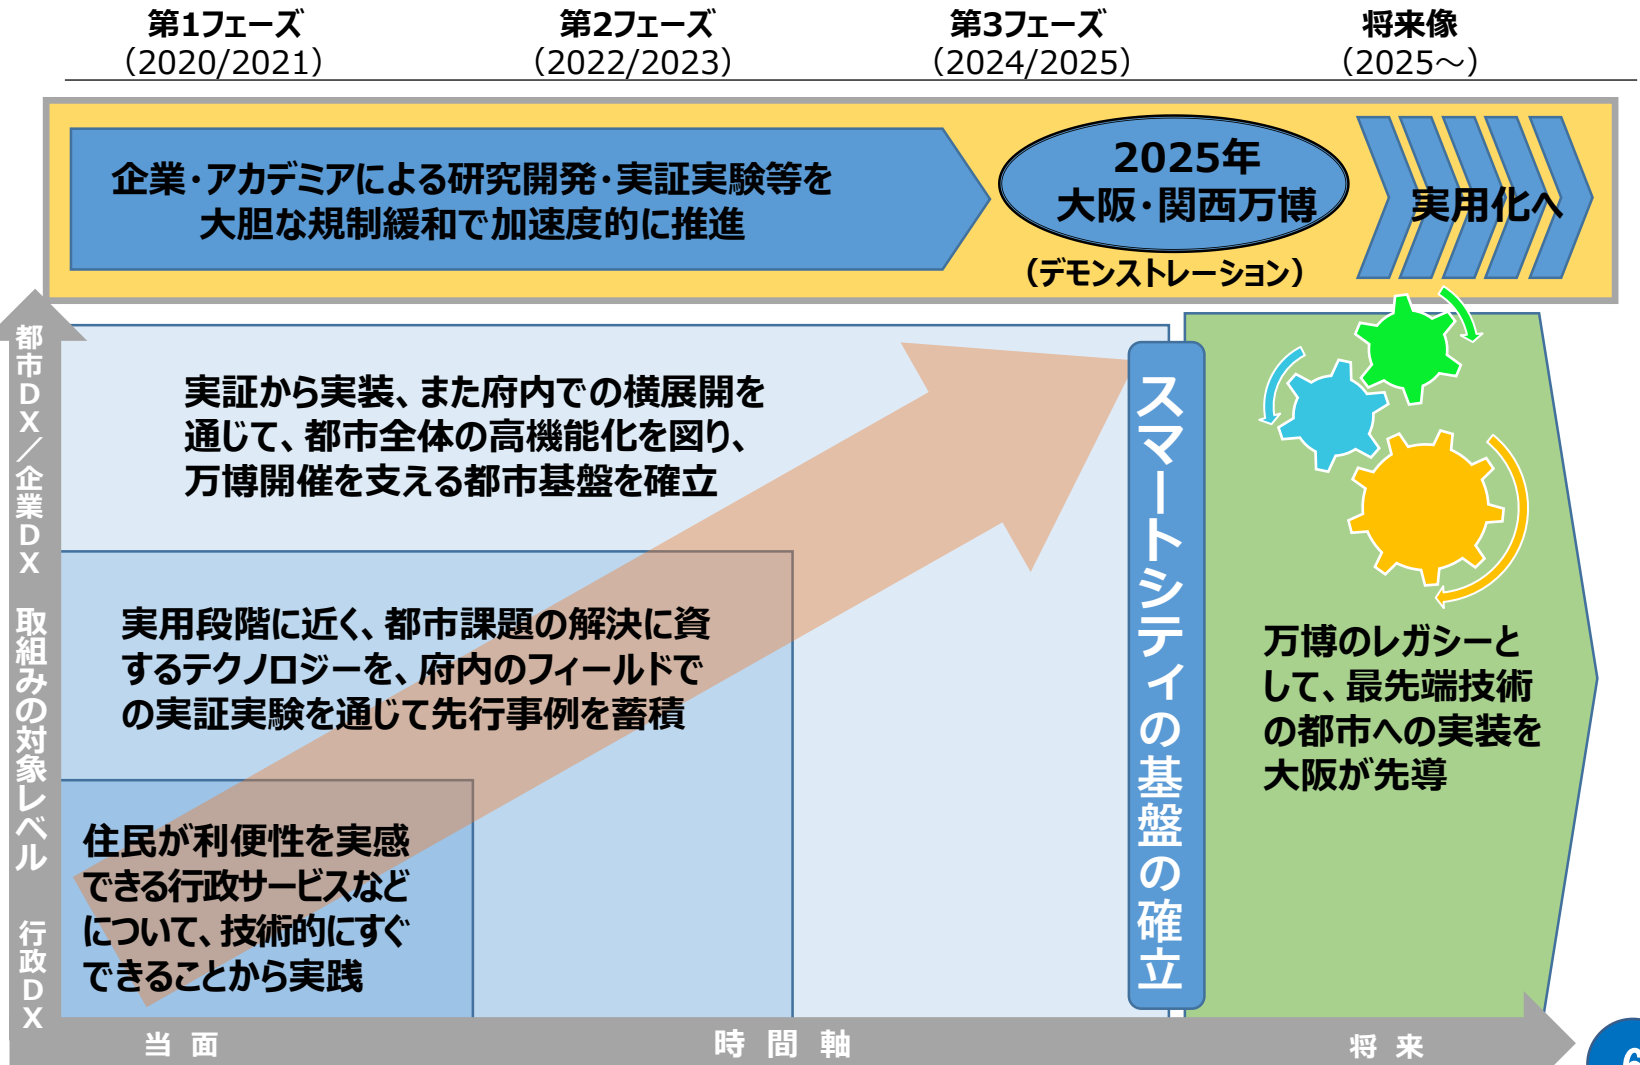 第1フェーズ
（2020/2021）
第2フェーズ
（2022/2023）
第3フェーズ
（2024/2025）
将来像
（2025～）
企業・アカデミアによる研究開発・実証実験等を
大胆な規制緩和で加速度的に推進
2025年
大阪・関西万博
（デモンストレーション）
実用化へ
都市DX／企業DX　取組みの対象レベル　行政DX
実証から実装、また府内での横展開を
通じて、都市全体の高機能化を図り、
万博開催を支える都市基盤を確立
実用段階に近く、都市課題の解決に資
するテクノロジーを、府内のフィールドで
の実証実験を通じて先行事例を蓄積
住民が利便性を実感
できる行政サービスなど
について、技術的にすぐ
できることから実践
スマートシティの基盤の確立
万博のレガシーと
して、最先端技術
の都市への実装を
大阪が先導
当面
時間軸
将来